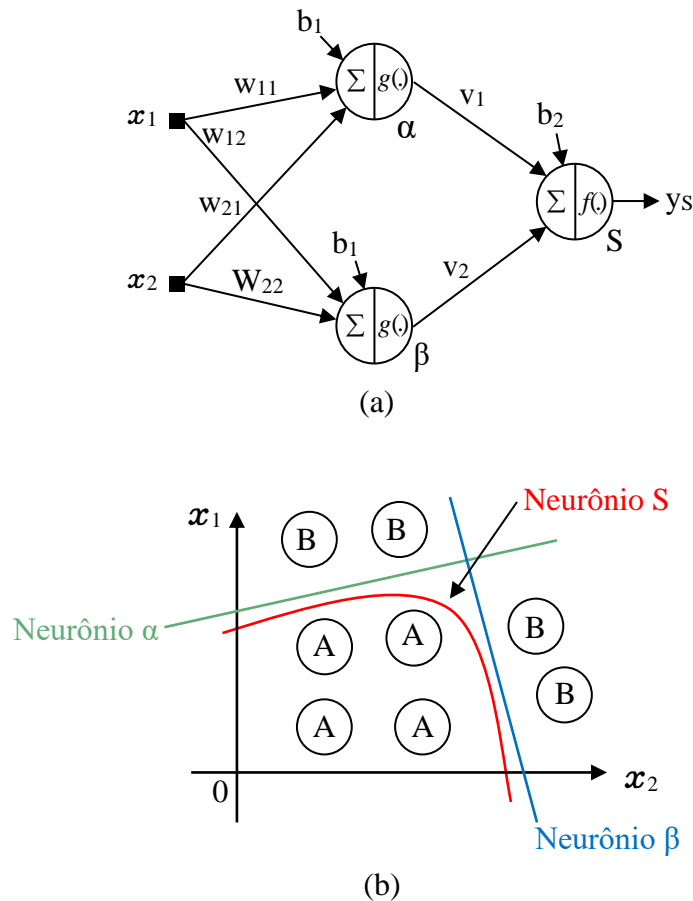 b1
w11
Σ g(.)
α
v1
x1
w12
b2
w21
Σ f(.)
ys
S
x2
W22
b1
v2
Σ g(.)
β
(a)
x1
Neurônio S
B
B
Neurônio α
A
A
B
B
A
A
0
x2
Neurônio β
(b)